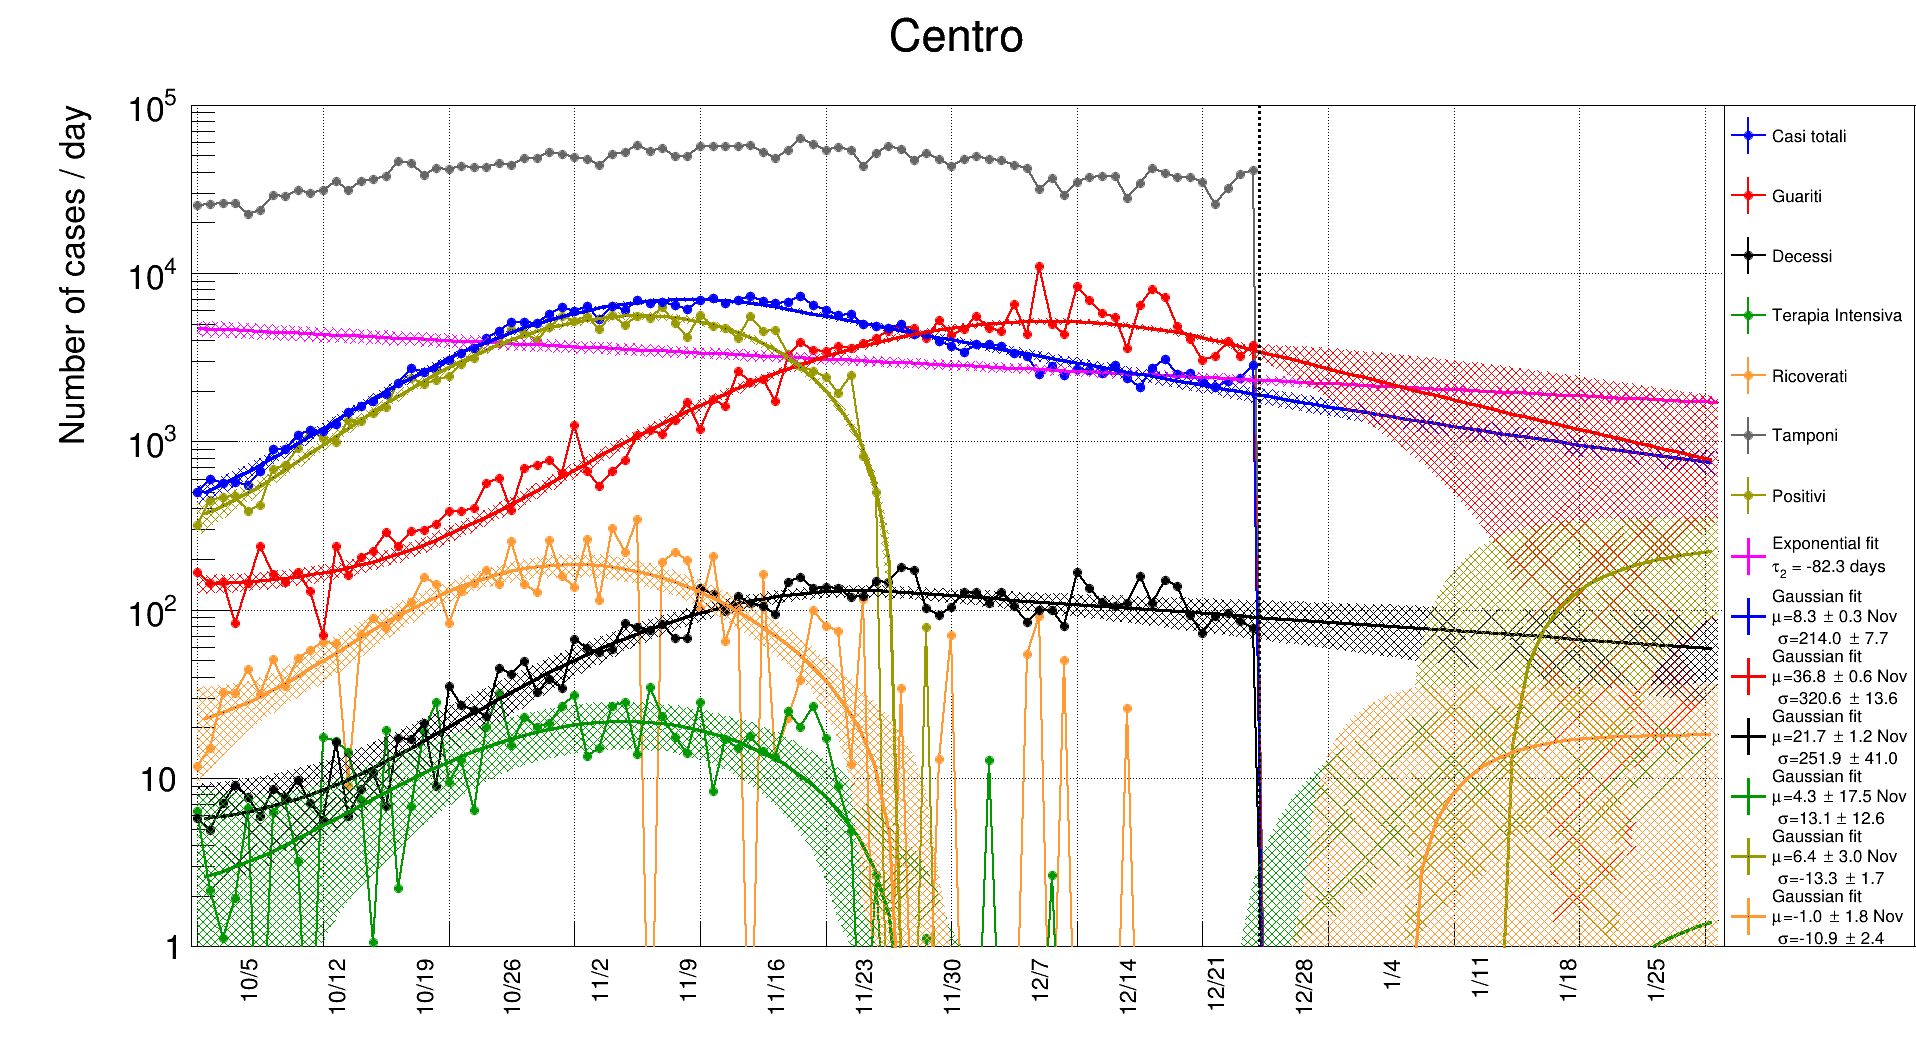 Centro
Number of cases / day
10^5
10^4
10^3
10^2
10
1
10/5
10/12
10/19
10/26
11/2
11/9
11/16
11/23
11/30
12/7
12/14
12/21
12/28
1/4
1/11
1/18
1/25
Casi totali
Guariti
Decessi
Terapia Intensiva
Ricoverati
Tamponi
Positivi
Exponential fit
τ2 = -82.3 days
Gaussian fit
μ=8.3 ± 0.3 Nov
σ=214.0 ± 7.7
Gaussian fit
μ=36.8 ± 0.6 Nov
σ=320.6 ± 13.6
Gaussian fit
μ=21.7 ± 1.2 Nov
σ=251.9 ± 41.0
Gaussian fit
μ=4.3 ± 17.5 Nov
σ=13.1 ± 12.6
Gaussian fit
μ=6.4 ± 3.0 Nov
σ=-13.3 ± 1.7
Gaussian fit
μ=-1.0 ± 1.8 Nov
σ=-10.9 ± 2.4